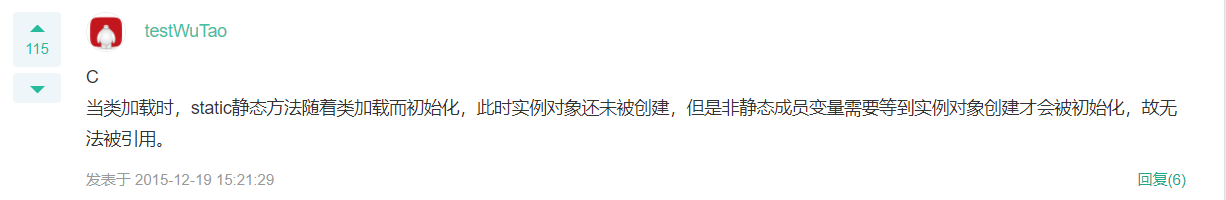 testWuTao
115
C
当类加载时，static静态方法随着类加载而初始化，此时实例对象还未被创建，但是非静态成员变量需要等到实例对象创建才会被初始化，故无
法被引用。
发表于 2015-12-19 15:21:29
回复(6)